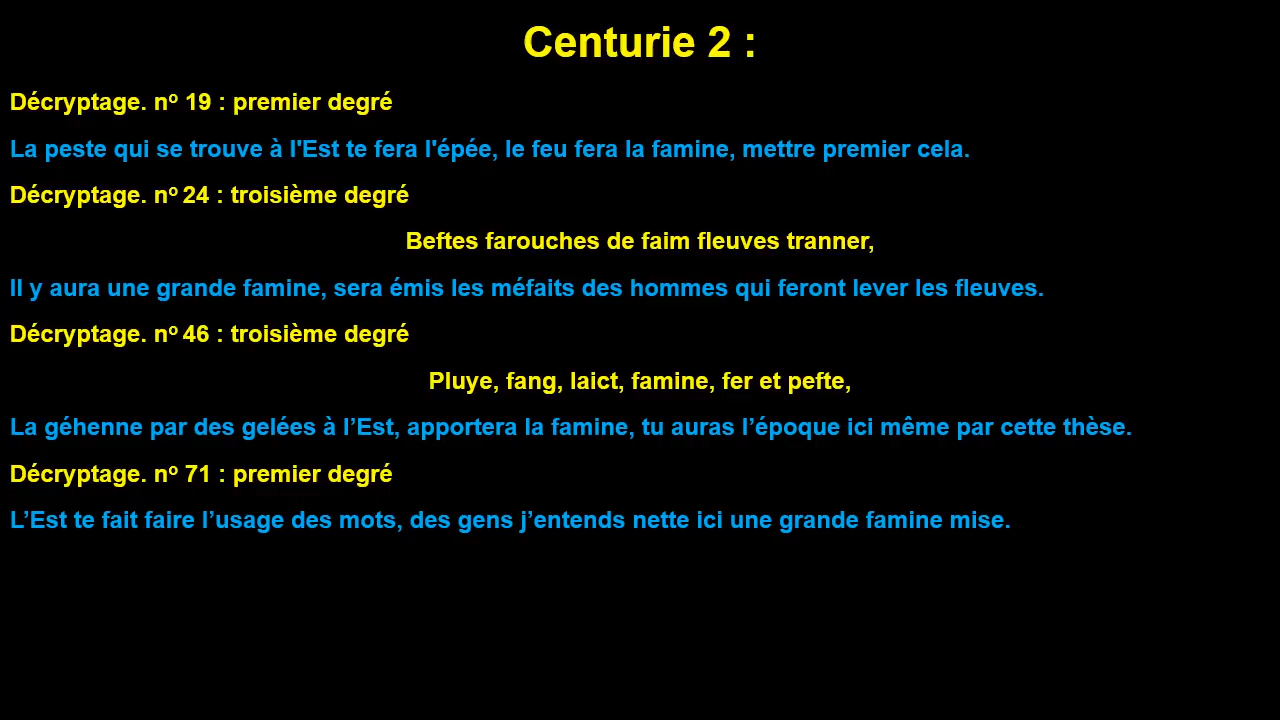 Centurie 2 :
Décryptage. nº 19 : premier degré
La peste qui se trouve à l'Est te fera l'épée, le feu fera la famine, mettre premier cela.
Décryptage. nº 24 : troisième degré
Beftes farouches de faim fleuves tranner,
Il y aura une grande famine, sera émis les méfaits des hommes qui feront lever les fleuves.
Décryptage. nº 46 : troisième degré
Pluye, fang, laict, famine, fer et pefte,
La géhenne par des gelées à l’Est, apportera la famine, tu auras l’époque ici même par cette thèse.
Décryptage. nº 71 : premier degré
L’Est te fait faire l’usage des mots, des gens j’entends nette ici une grande famine mise.